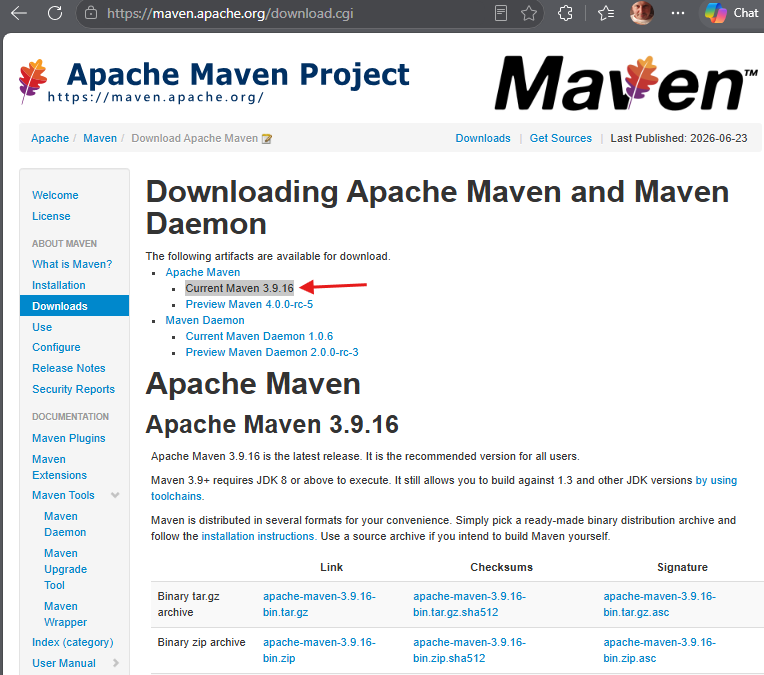 https://maven.apache.org/download.cgi
Chat
Apache Maven Project
https://maven.apache.org/
Maven™
Apache / Maven / Download Apache Maven
Downloads | Get Sources | Last Published: 2026-06-23
Welcome
License
ABOUT MAVEN
What is Maven?
Installation
Downloads
Use
Configure
Release Notes
Security Reports
DOCUMENTATION
Maven Plugins
Maven
Extensions
Maven Tools
Maven
Daemon
Maven
Upgrade
Tool
Maven
Wrapper
Index (category)
User Manual
Downloading Apache Maven and Maven
Daemon
The following artifacts are available for download.
Apache Maven
Current Maven 3.9.16
Preview Maven 4.0.0-rc-5
Maven Daemon
Current Maven Daemon 1.0.6
Preview Maven Daemon 2.0.0-rc-3
Apache Maven
Apache Maven 3.9.16
Apache Maven 3.9.16 is the latest release. It is the recommended version for all users.
Maven 3.9+ requires JDK 8 or above to execute. It still allows you to build against 1.3 and other JDK versions by using
toolchains.
Maven is distributed in several formats for your convenience. Simply pick a ready-made binary distribution archive and
follow the installation instructions. Use a source archive if you intend to build Maven yourself.
Link Checksums Signature
Binary tar.gz apache-maven-3.9.16- apache-maven-3.9.16- apache-maven-3.9.16-
archive bin.tar.gz bin.tar.gz.sha512 bin.tar.gz.asc
Binary zip archive apache-maven-3.9.16- apache-maven-3.9.16- apache-maven-3.9.16-
bin.zip bin.zip.sha512 bin.zip.asc